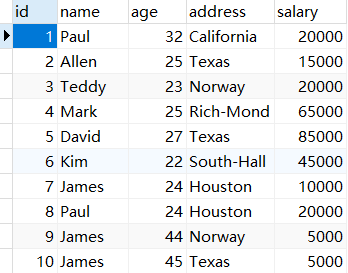 id name age address salary
1 Paul 32 California 20000
2 Allen 25 Texas 15000
3 Teddy 23 Norway 20000
4 Mark 25 Rich-Mond 65000
5 David 27 Texas 85000
6 Kim 22 South-Hall 45000
7 James 24 Houston 10000
8 Paul 24 Houston 20000
9 James 44 Norway 5000
10 James 45 Texas 5000